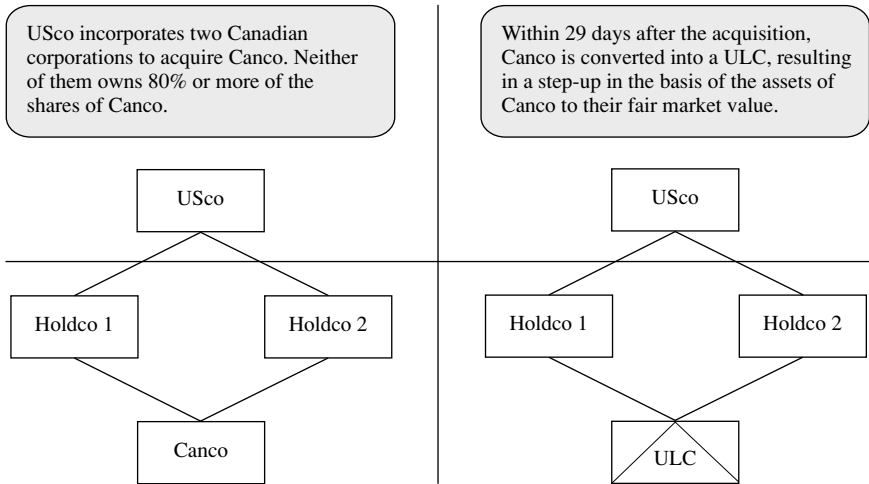 USco incorporates two Canadian
corporations to acquire Canco. Neither
of them owns 80% or more of the
shares of Canco.
USco
Holdco 1
Holdco 2
Canco
Within 29 days after the acquisition,
Canco is converted into a ULC, resulting
in a step-up in the basis of the assets of
Canco to their fair market value.
USco
Holdco 1
Holdco 2
ULC